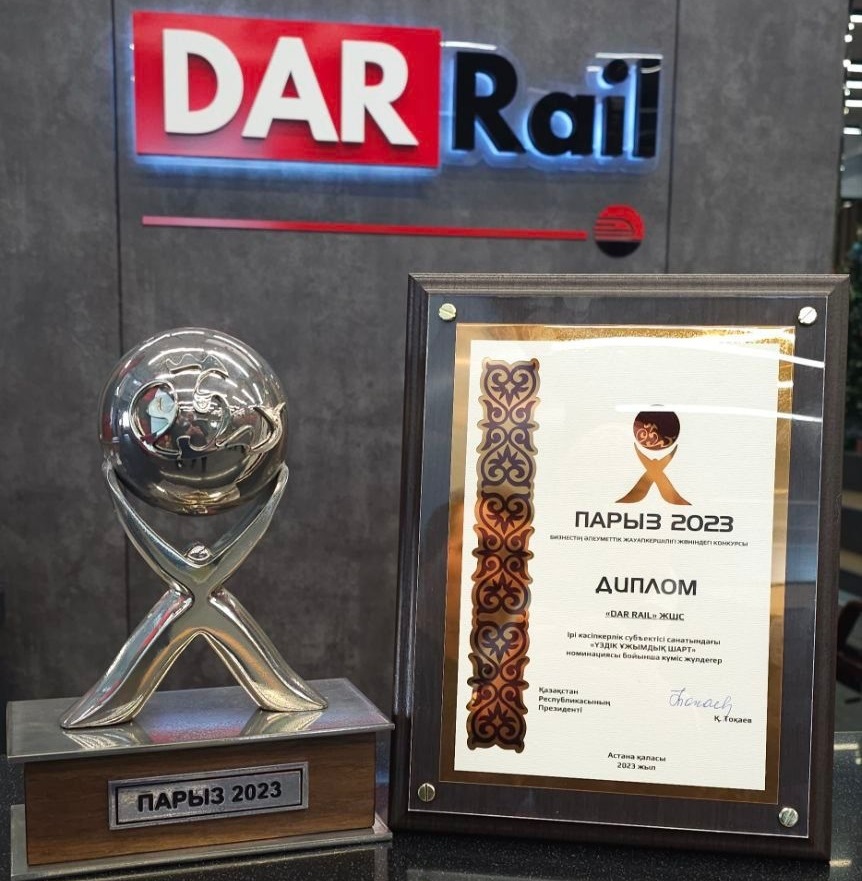 DAR Rail
ПАРЫЗ 2023
БИЗНЕСТІҢ ӘЛЕУМЕТТІК ЖАУАПКЕРШІЛІГІ ЖӨНІНДЕГІ КОНКУРСЫ
ДИПЛОМ
«DAR RAIL» ЖШС
Ірі кәсіпкерлік субъектісі санатындағы
«ҮЗДІК ҰЖЫМДЫҚ ШАРТ»
номинациясы бойынша күміс жүлдегер
Қазақстан
Республикасының
Президенті
Қ. Тоқаев
Астана қаласы
2023 жыл
ПАРЫЗ 2023